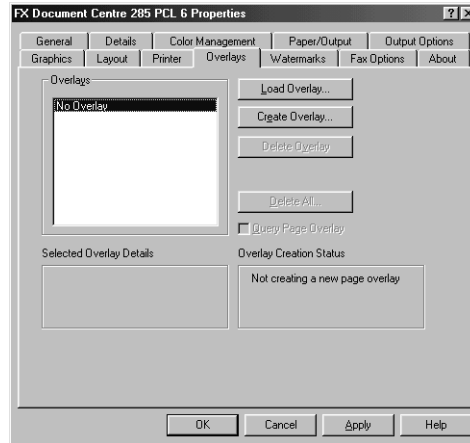 FX Document Centre 285 PCL 6 Properties
General Details Color Management Paper/Output Output Options
Graphics Layout Printer Overlays Watermarks Fax Options About
Overlays
No Overlay
Load Overlay...
Create Overlay...
Delete Overlay
Delete All...
Query Page Overlay
Selected Overlay Details
Overlay Creation Status
Not creating a new page overlay
OK Cancel Apply Help